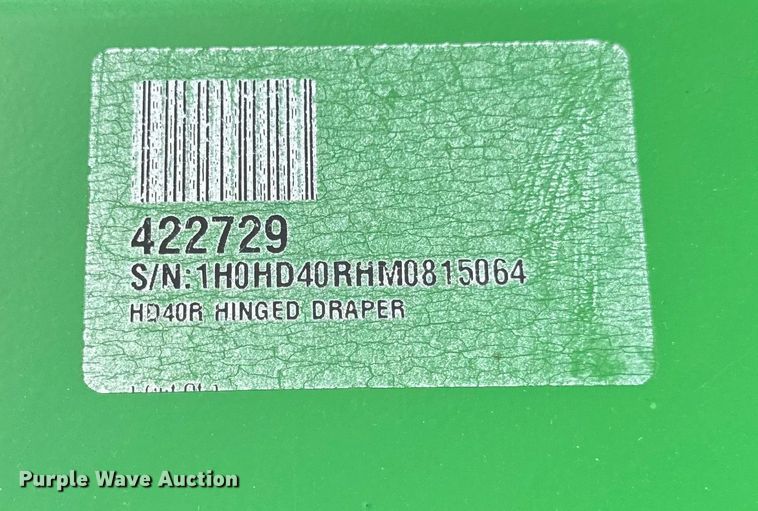 422729
S/N:1H0HD40RHM0815064
HD40R HINGED DRAPER
Purple Wave Auction